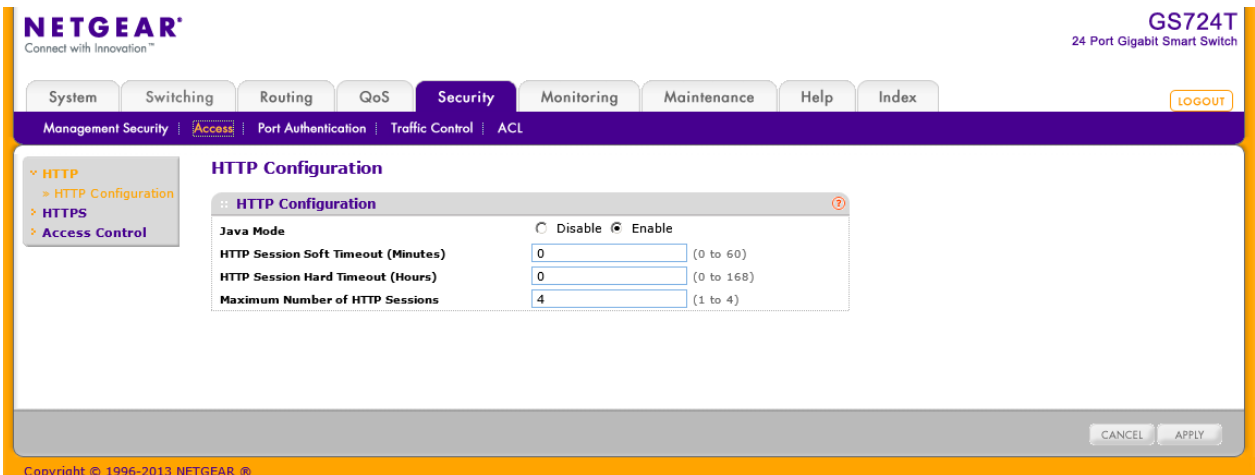 NETGEAR®
Connect with Innovation™
GS724T
24 Port Gigabit Smart Switch
System Switching Routing QoS Security Monitoring Maintenance Help Index
LOGOUT
Management Security | Access | Port Authentication | Traffic Control | ACL
HTTP
» HTTP Configuration
HTTPS
Access Control
HTTP Configuration
HTTP Configuration ?
Java Mode Disable Enable
HTTP Session Soft Timeout (Minutes) 0 (0 to 60)
HTTP Session Hard Timeout (Hours) 0 (0 to 168)
Maximum Number of HTTP Sessions 4 (1 to 4)
CANCEL APPLY
Copyright © 1996-2013 NETGEAR ®